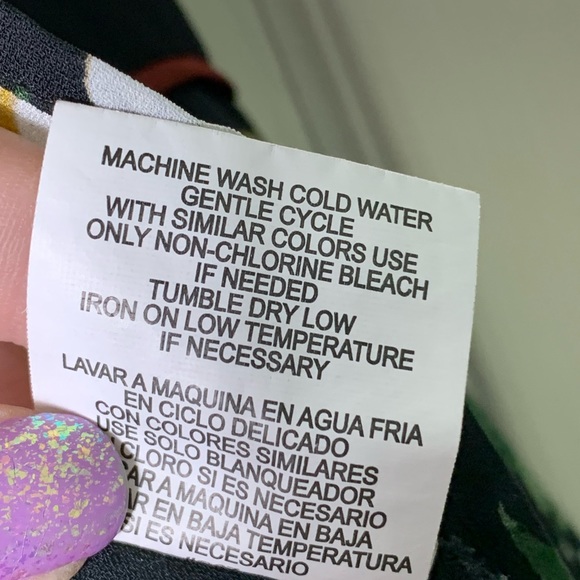 MACHINE WASH COLD WATER
GENTLE CYCLE
WITH SIMILAR COLORS USE
ONLY NON-CHLORINE BLEACH
IF NEEDED
TUMBLE DRY LOW
IRON ON LOW TEMPERATURE
IF NECESSARY
LAVAR A MAQUINA EN AGUA FRIA
EN CICLO DELICADO
CON COLORES SIMILARES
USE SOLO BLANQUEADOR
CLORO SI ES NECESARIO
AR A MAQUINA EN BAJA
AR EN BAJA TEMPERATURA
SI ES NECESARIO